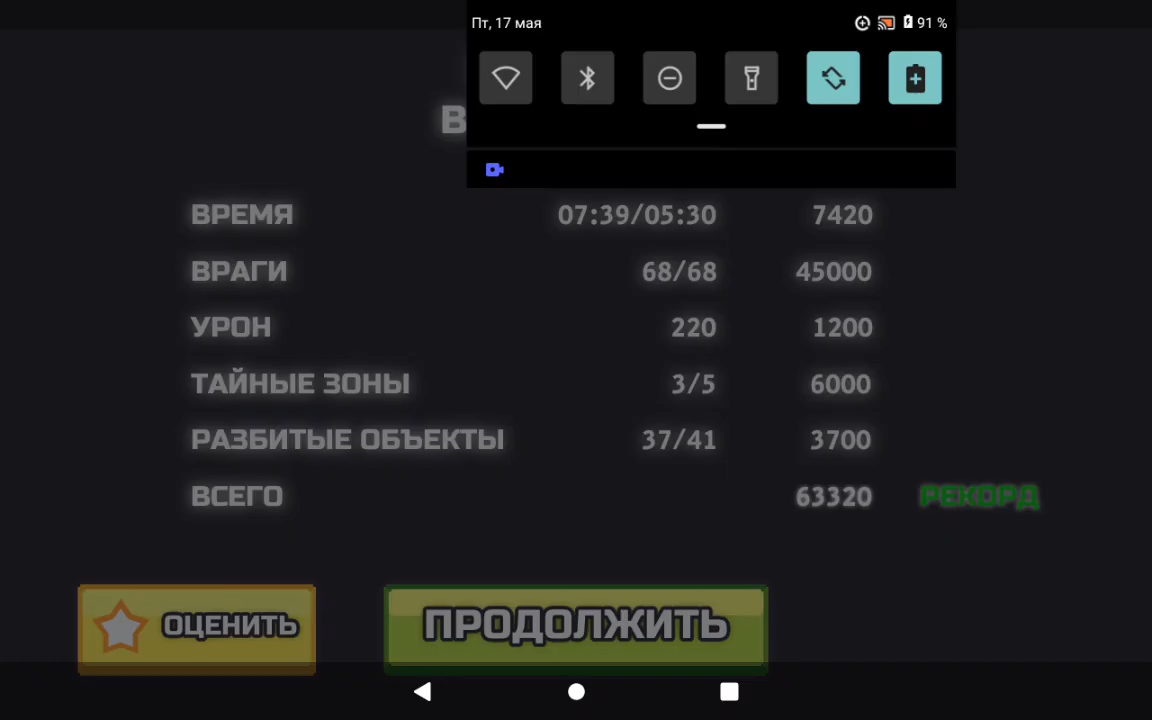 Пт, 17 мая 91 %
ВРЕМЯ 07:39/05:30 7420
ВРАГИ 68/68 45000
УРОН 220 1200
ТАЙНЫЕ ЗОНЫ 3/5 6000
РАЗБИТЫЕ ОБЪЕКТЫ 37/41 3700
ВСЕГО 63320 РЕКОРД
ОЦЕНИТЬ ПРОДОЛЖИТЬ